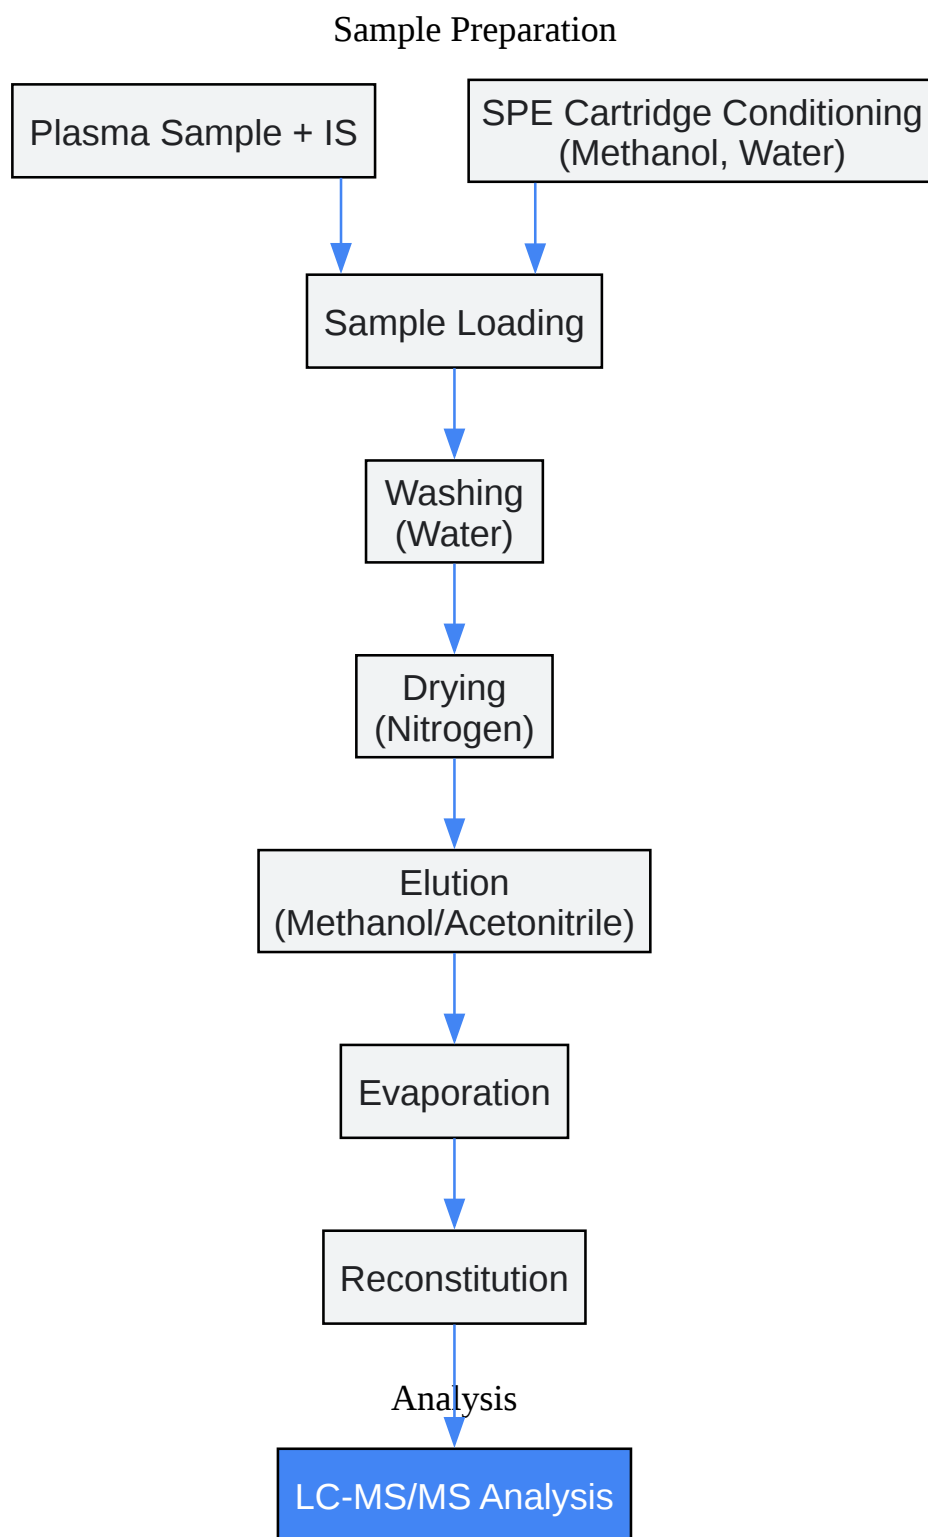 Sample Preparation
Plasma Sample + IS
SPE Cartridge Conditioning
(Methanol, Water)
Sample Loading
Washing
(Water)
Drying
(Nitrogen)
Elution
(Methanol/Acetonitrile)
Evaporation
Reconstitution
Analysis
LC-MS/MS Analysis